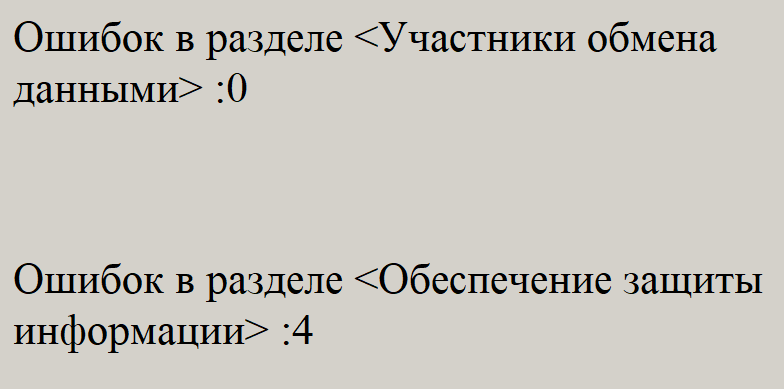 Ошибок в разделе <Участники обмена
данными> :0
Ошибок в разделе <Обеспечение защиты
информации> :4